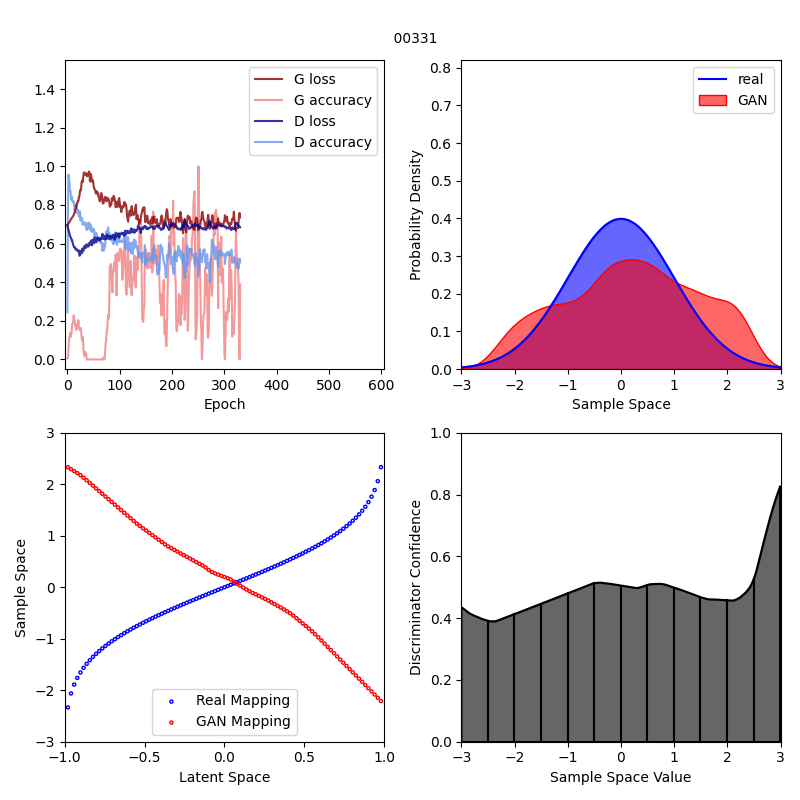 00331
G loss
G accuracy
D loss
D accuracy
0.0
0.2
0.4
0.6
0.8
1.0
1.2
1.4
0 100 200 300 400 500 600
Epoch
real
GAN
Probability Density
0.0
0.1
0.2
0.3
0.4
0.5
0.6
0.7
0.8
−3 −2 −1 0 1 2 3
Sample Space
Sample Space
3
2
1
0
−1
−2
−3
Real Mapping
GAN Mapping
−1.0 −0.5 0.0 0.5 1.0
Latent Space
Discriminator Confidence
1.0
0.8
0.6
0.4
0.2
0.0
−3 −2 −1 0 1 2 3
Sample Space Value